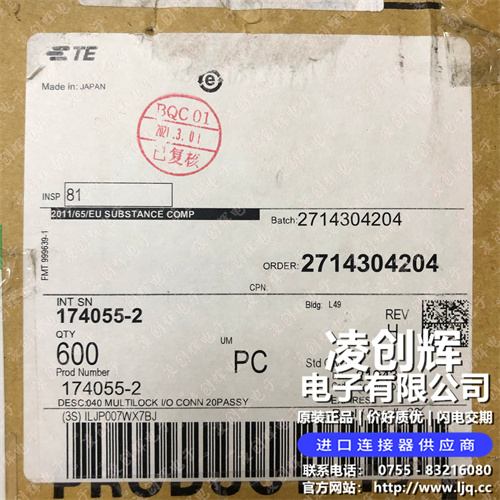 TE
e
Made in: JAPAN
BQC 01
2021.3.01
已复核
INSP 81
2011/65/EU SUBSTANCE COMP
Batch: 2714304204
FMT 999639-1
ORDER: 2714304204
CPN:
INT SN
174055-2
Bldg: L49
REV
H
QTY
600
UM
PC
Std
Prod Number
174055-2
DESC:040 MULTILOCK I/O CONN 20PASSY
(3S) ILJP007WX7BJ
凌创辉
电子有限公司
原装正品 | 价好质优 | 闪电交期
进口连接器供应商
联系电话: 0755 - 83216080
官网: https://www.ljq.cc